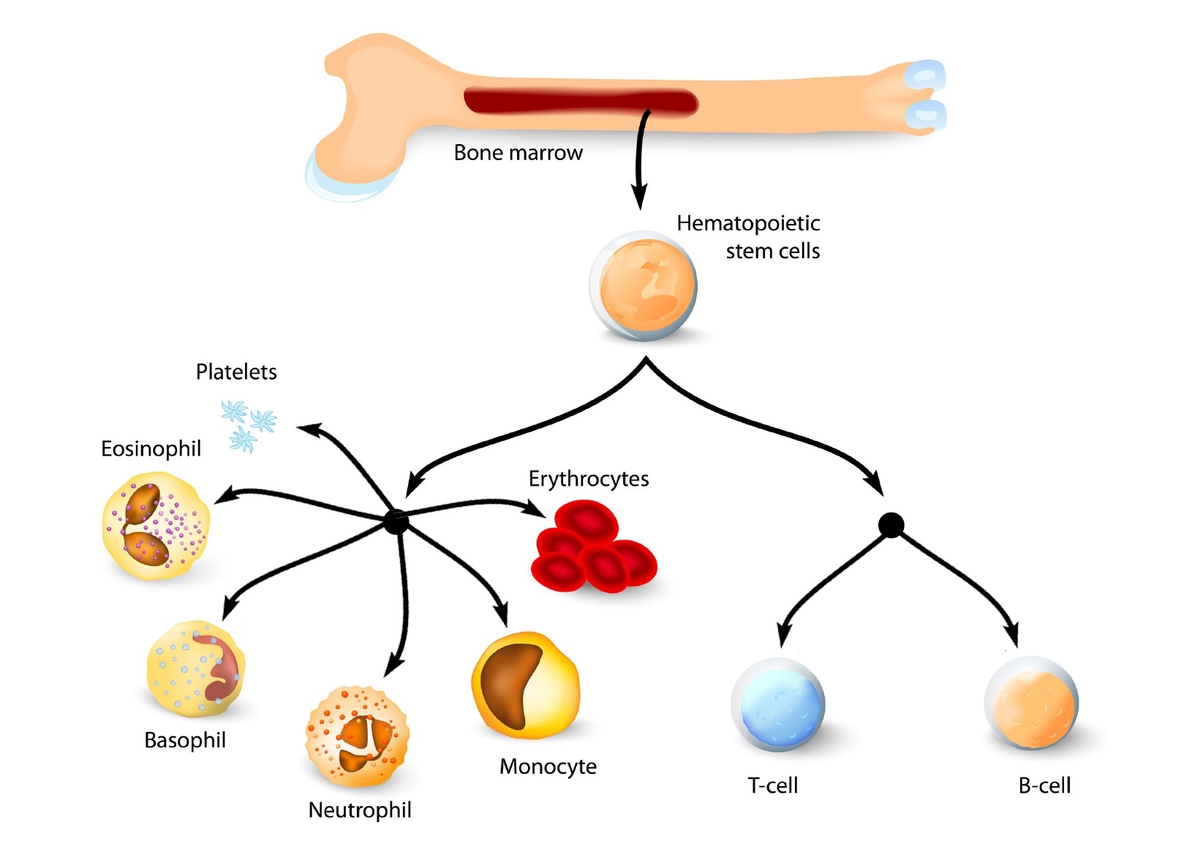 Bone marrow
Hematopoietic
stem cells
Platelets
Eosinophil
Erythrocytes
Basophil
Monocyte
Neutrophil
T-cell
B-cell